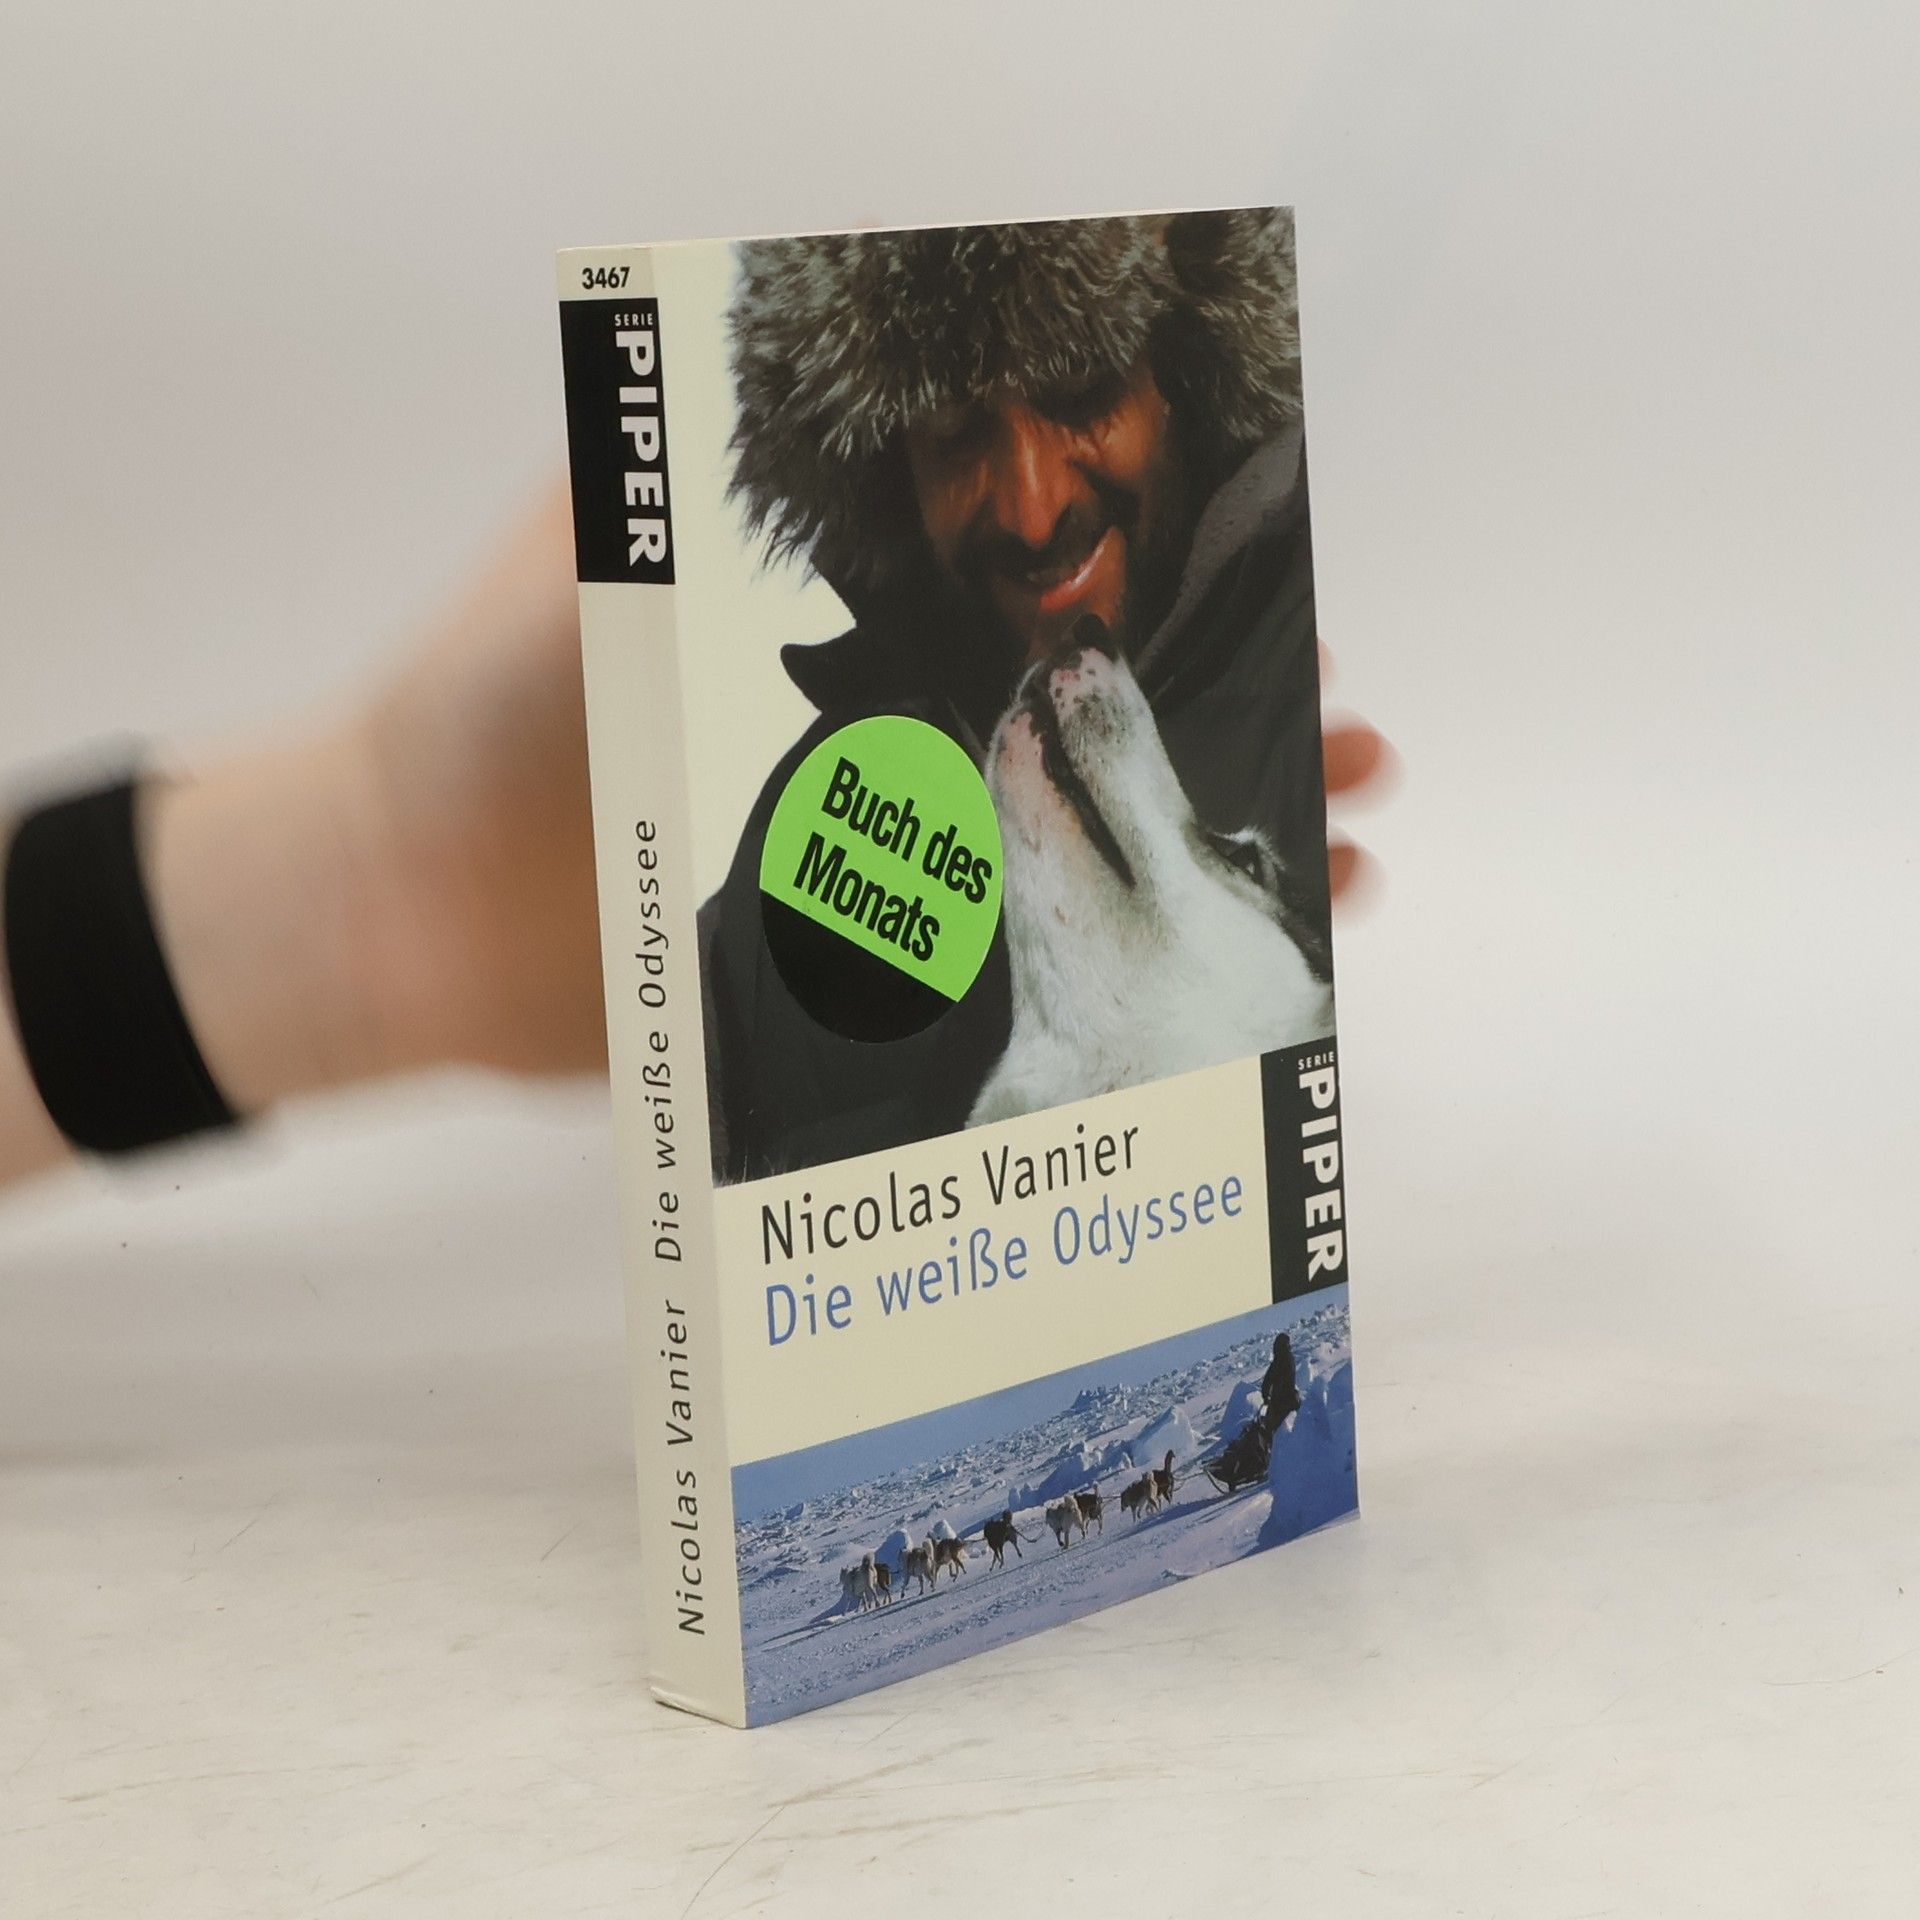 3467
SERIE
PIPER
Nicolas Vanier Die weiße Odyssee
Buch des
Monats
Nicolas Vanier
Die weiße Odyssee
SERIE
PIPER